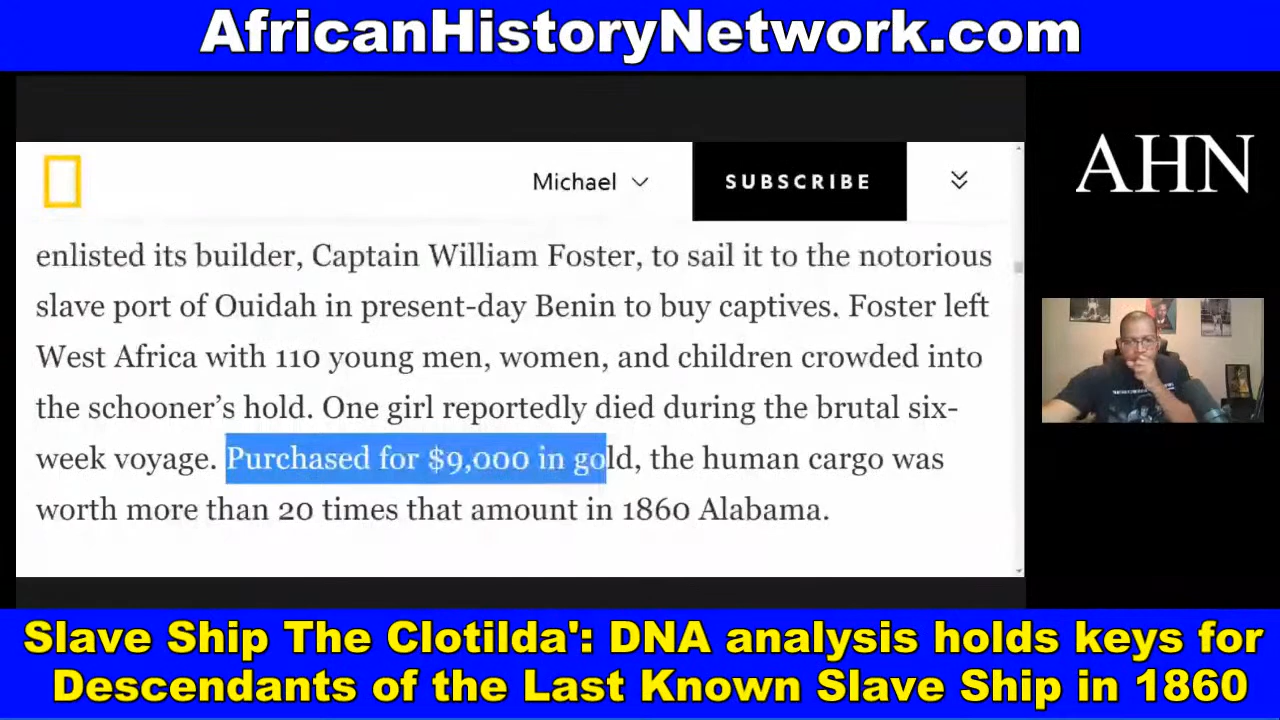 AfricanHistoryNetwork.com
AHN
Michael
SUBSCRIBE
enlisted its builder, Captain William Foster, to sail it to the notorious
slave port of Ouidah in present-day Benin to buy captives. Foster left
West Africa with 110 young men, women, and children crowded into
the schooner’s hold. One girl reportedly died during the brutal six-
week voyage. Purchased for $9,000 in gold, the human cargo was
worth more than 20 times that amount in 1860 Alabama.
Slave Ship The Clotilda': DNA analysis holds keys for
Descendants of the Last Known Slave Ship in 1860